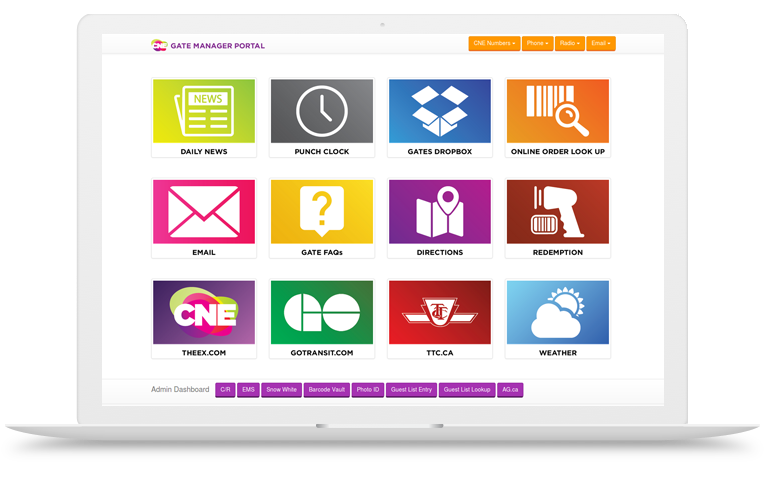 CNE GATE MANAGER PORTAL
CNE Numbers Phone Radio Email
NEWS
DAILY NEWS PUNCH CLOCK GATES DROPBOX ONLINE ORDER LOOK UP
?
EMAIL GATE FAQs DIRECTIONS REDEMPTION
CNE GO TTC
THEEX.COM GOTRANSIT.COM TTC.CA WEATHER
Admin Dashboard C/R EMS Snow White Barcode Vault Photo ID Guest List Entry Guest List Lookup AG.ca